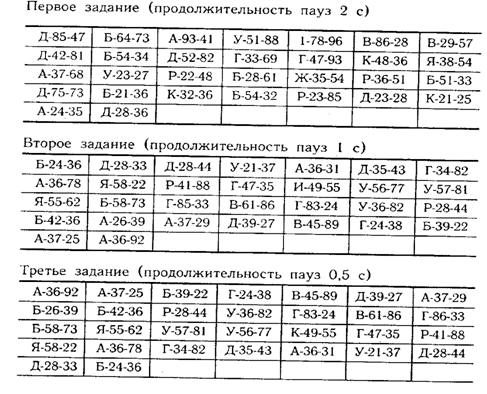 Первое задание (продолжительность пауз 2 с)
Д-85-47 Б-64-73 А-93-41 У-51-88 1-78-96 В-86-28 В-29-57
Д-42-81 Б-54-34 Д-52-82 Г-33-69 Г-47-93 К-48-36 Я-38-54
А-37-68 У-23-27 Р-22-48 Б-28-61 Ж-35-54 Р-36-51 Б-51-33
Д-75-73 Б-21-36 К-32-36 Б-54-32 Р-23-85 Д-23-28 К-21-25
А-24-35 Д-28-36
Второе задание (продолжительность пауз 1 с)
Б-24-36 Д-28-33 Д-28-44 У-21-37 А-36-31 Д-35-43 Г-34-82
А-36-78 Я-58-22 Р-41-88 Г-47-35 И-49-55 У-56-77 У-57-81
Я-55-62 Б-58-73 Г-85-33 В-61-86 Г-83-24 У-36-82 Р-28-44
Б-42-36 А-26-39 А-37-29 Д-39-27 В-45-89 Г-24-38 Б-39-22
А-37-25 А-36-92
Третье задание (продолжительность пауз 0,5 с)
А-36-92 А-37-25 Б-39-22 Г-24-38 В-45-89 Д-39-27 А-37-29
Б-26-39 Б-42-36 Р-28-44 У-36-82 Г-83-24 В-61-86 Г-86-33
Б-58-73 Я-55-62 У-57-81 У-56-77 К-49-55 Г-47-35 Р-41-88
Я-58-22 А-36-78 Г-34-82 Д-35-43 А-36-31 У-21-37 Д-28-44
Д-28-33 Б-24-36